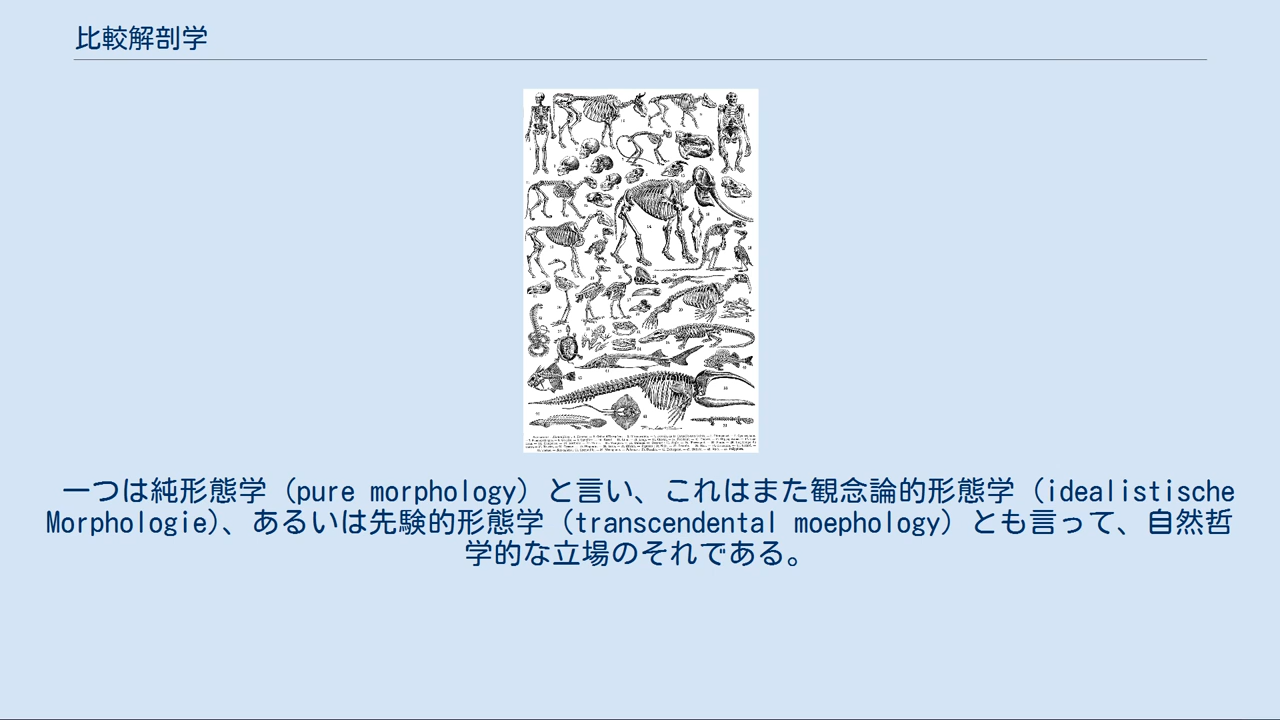 比較解剖学
一つは純形態学（pure morphology）と言い、これはまた観念論的形態学（idealistische
Morphologie)、あるいは先験的形態学（transcendental moephology）とも言って、自然哲
学的な立場のそれである。